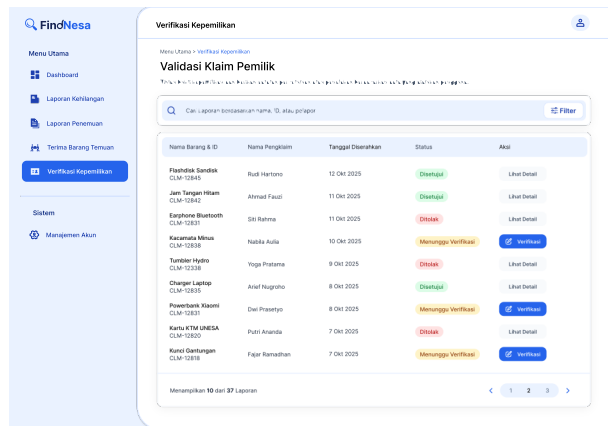 FindNesa
Verifikasi Kepemilikan
Menu Utama
Dashboard
Laporan Kehilangan
Laporan Penemuan
Terima Barang Temuan
Verifikasi Kepemilikan
Sistem
Manajemen Akun
Menu Utama > Verifikasi Kepemilikan
Validasi Klaim Pemilik
Cari Laporan berdasarkan nama, ID, atau pelapor
Filter
Nama Barang & ID Nama Pengklaim Tanggal Diserahkan Status Aksi
Flashdisk Sandisk
CLM-12845 Rudi Hartono 12 Okt 2025 Disetujui Lihat Detail
Jam Tangan Hitam
CLM-12842 Ahmad Fauzi 11 Okt 2025 Disetujui Lihat Detail
Earphone Bluetooth
CLM-12831 Siti Rahma 11 Okt 2025 Ditolak Lihat Detail
Kacamata Minus
CLM-12838 Nabila Aulia 10 Okt 2025 Menunggu Verifikasi Verifikasi
Tumbler Hydro
CLM-12338 Yoga Pratama 9 Okt 2025 Ditolak Lihat Detail
Charger Laptop
CLM-12835 Arief Nugroho 8 Okt 2025 Disetujui Lihat Detail
Powerbank Xiaomi
CLM-12831 Dwi Prasetyo 8 Okt 2025 Menunggu Verifikasi Verifikasi
Kartu KTM UNESA
CLM-12820 Putri Ananda 7 Okt 2025 Ditolak Lihat Detail
Kunci Gantungan
CLM-12818 Fajar Ramadhan 7 Okt 2025 Menunggu Verifikasi Verifikasi
Menampilkan 10 dari 37 Laporan < 1 2 3 >